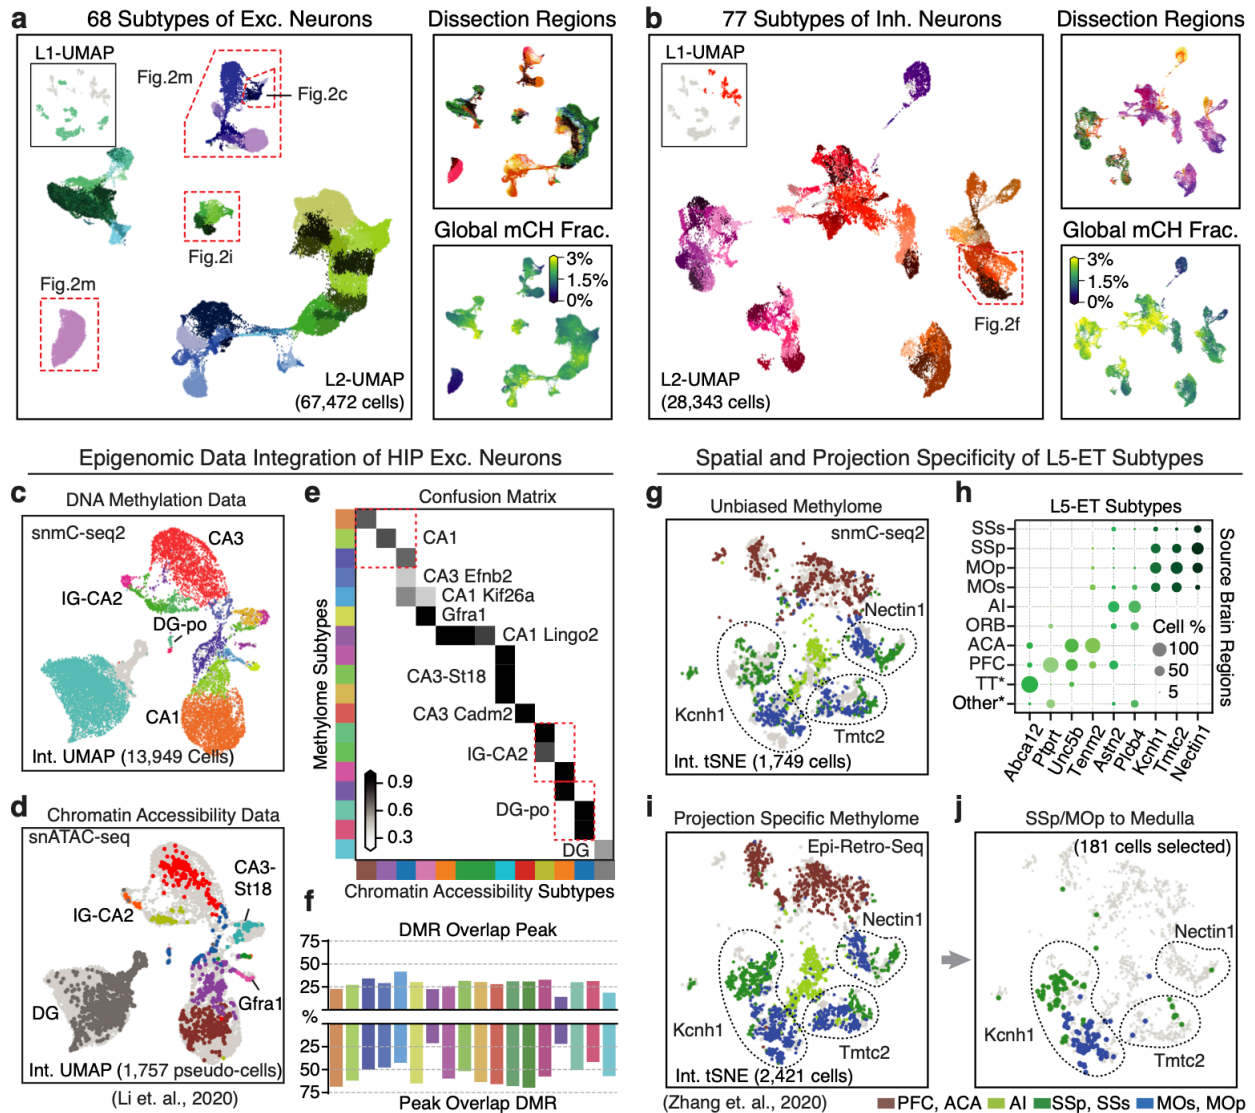 a
68 Subtypes of Exc. Neurons
L1-UMAP
Fig.2m
Fig.2c
Fig.2i
Fig.2m
L2-UMAP
(67,472 cells)
Dissection Regions
Global mCH Frac.
3%
1.5%
0%
b
77 Subtypes of Inh. Neurons
L1-UMAP
Fig.2f
L2-UMAP
(28,343 cells)
Dissection Regions
Global mCH Frac.
3%
1.5%
0%
Epigenomic Data Integration of HIP Exc. Neurons
c
DNA Methylation Data
snmC-seq2
CA3
IG-CA2
DG-po
CA1
Int. UMAP (13,949 Cells)
d
Chromatin Accessibility Data
snATAC-seq
CA3-
St18
IG-CA2
Gfra1
DG
Int. UMAP (1,757 pseudo-cells)
(Li et. al., 2020)
e
Confusion Matrix
Methylome Subtypes
CA1
CA3 Efnb2
CA1 Kif26a
Gfra1
CA1 Lingo2
CA3-St18
CA3 Cadm2
IG-CA2
DG-po
DG
0.9
0.6
0.3
Chromatin Accessibility Subtypes
f
DMR Overlap Peak
75
50
25
%
25
50
75
Peak Overlap DMR
Spatial and Projection Specificity of L5-ET Subtypes
g
Unbiased Methylome
snmC-seq2
Nectin1
Kcnh1
Tmtc2
Int. tSNE (1,749 cells)
h
L5-ET Subtypes
SSs
SSp
MOp
MOs
AI
ORB
ACA
PFC
TT*
Other*
Cell %
100
50
5
Source Brain Regions
Abca12
Ptprt
Unc5b
Tenm2
Astn2
Plcb4
Kcnh1
Tmtc2
Nectin1
i
Projection Specific Methylome
Epi-Retro-Seq
Nectin1
Kcnh1
Tmtc2
Int. tSNE (2,421 cells)
(Zhang et. al., 2020)
j
SSp/MOp to Medulla
(181 cells selected)
Nectin1
Kcnh1
Tmtc2
PFC, ACA
AI
SSp, SSs
MOs, MOp